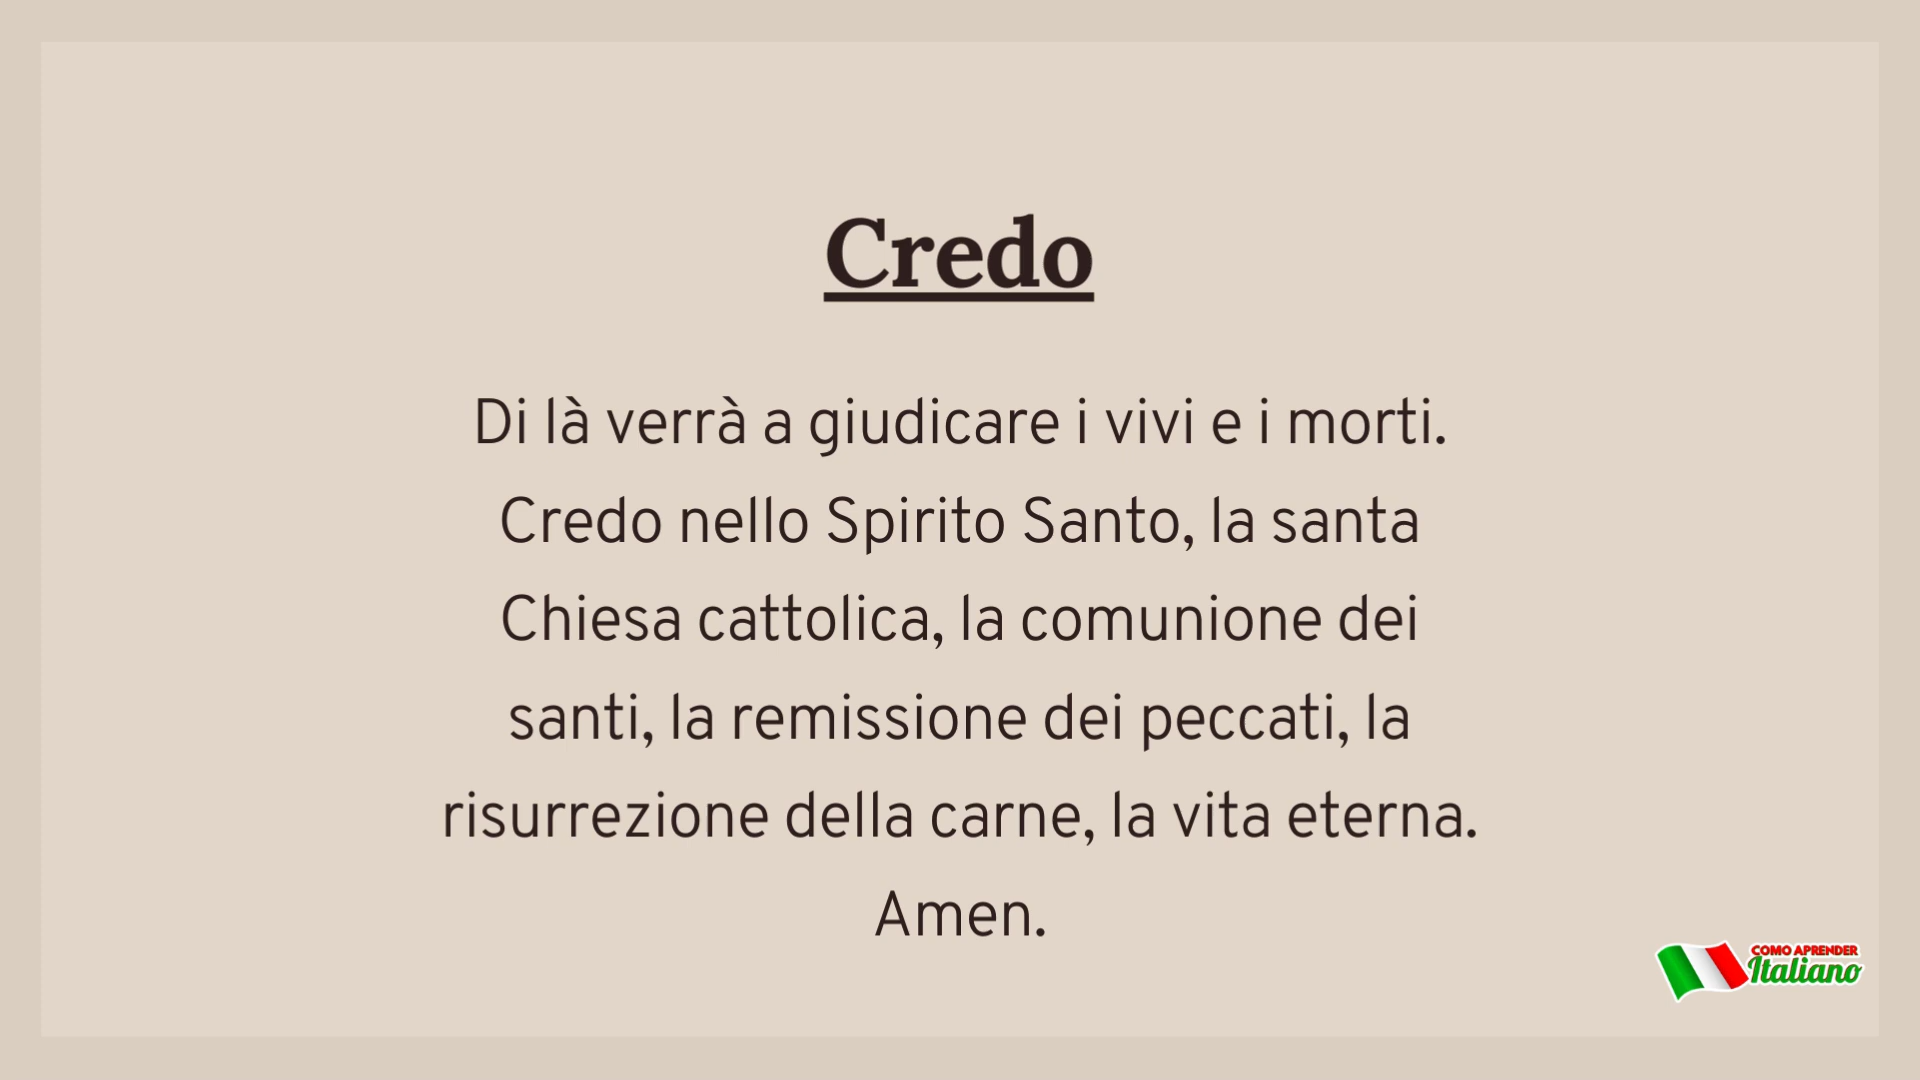 Credo
Di là verrà a giudicare i vivi e i morti.
Credo nello Spirito Santo, la santa
Chiesa cattolica, la comunione dei
santi, la remissione dei peccati, la
risurrezione della carne, la vita eterna.
Amen.
COMO APRENDER
Italiano